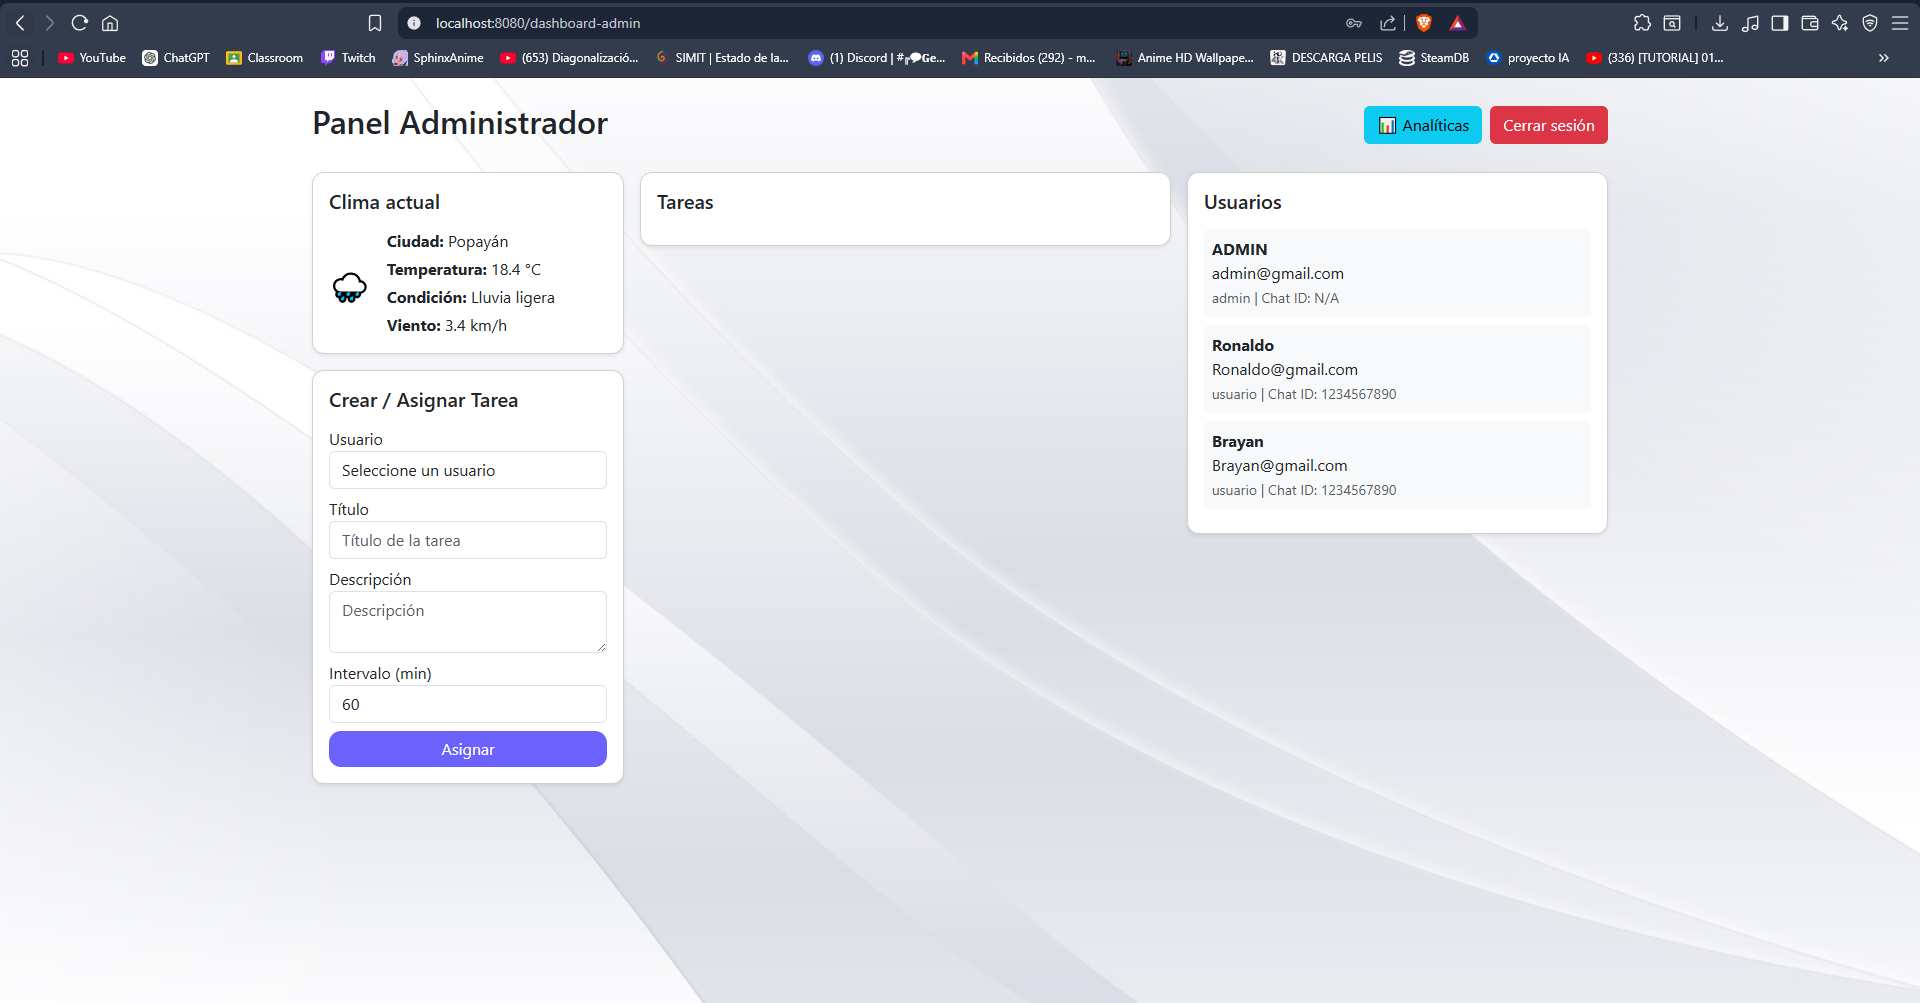 localhost:8080/dashboard-admin
YouTube
ChatGPT
Classroom
Twitch
SphinxAnime
(653) Diagonalizació...
SIMIT | Estado de la...
(1) Discord | #
Recibidos (292) - m...
Anime HD Wallpape...
DESCARGA PELIS
SteamDB
proyecto IA
(336) [TUTORIAL] 01...
Panel Administrador
Analíticas
Cerrar sesión
Clima actual
Ciudad: Popayán
Temperatura: 18.4 °C
Condición: Lluvia ligera
Viento: 3.4 km/h
Crear / Asignar Tarea
Usuario
Seleccione un usuario
Título
Título de la tarea
Descripción
Descripción
Intervalo (min)
60
Asignar
Tareas
Usuarios
ADMIN
admin@gmail.com
admin | Chat ID: N/A
Ronaldo
Ronaldo@gmail.com
usuario | Chat ID: 1234567890
Brayan
Brayan@gmail.com
usuario | Chat ID: 1234567890